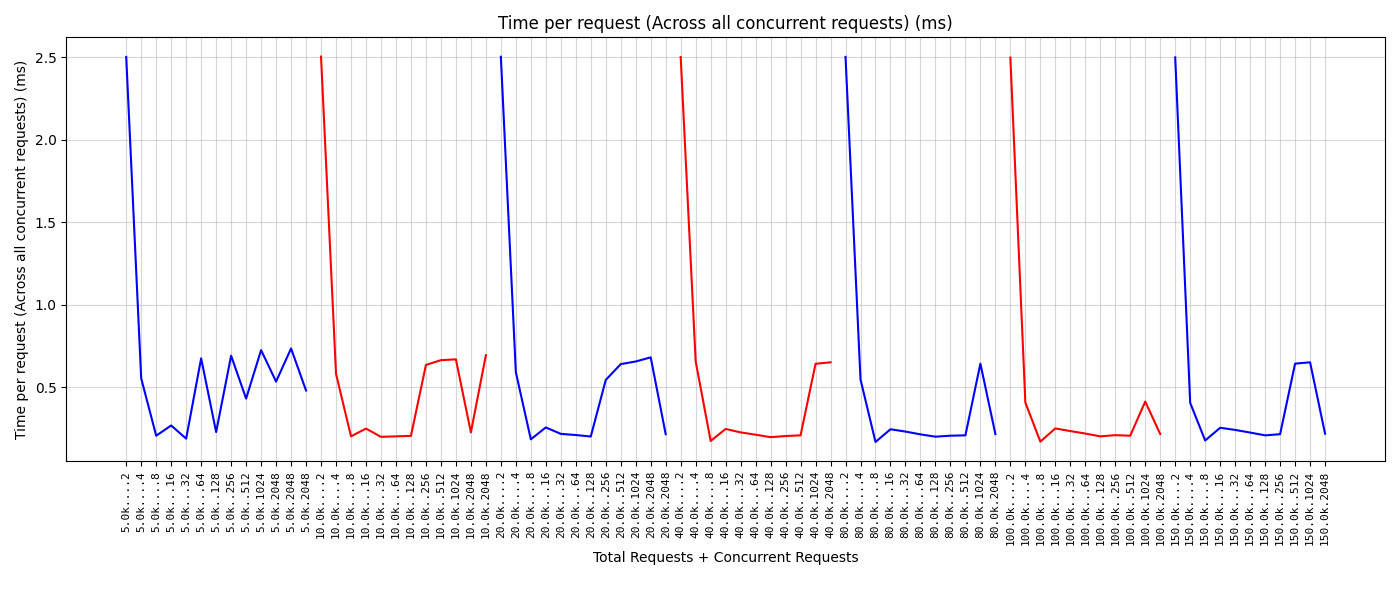 Time per request (Across all concurrent requests) (ms)
Time per request (Across all concurrent requests) (ms)
2.5
2.0
1.5
1.0
0.5
5.0k....2
5.0k....4
5.0k....8
5.0k...16
5.0k...32
5.0k...64
5.0k..128
5.0k..256
5.0k..512
5.0k.1024
5.0k.2048
5.0k.2048
5.0k.2048
10.0k....2
10.0k....4
10.0k....8
10.0k...16
10.0k...32
10.0k...64
10.0k..128
10.0k..256
10.0k..512
10.0k.1024
10.0k.2048
10.0k.2048
20.0k....2
20.0k....4
20.0k....8
20.0k...16
20.0k...32
20.0k...64
20.0k..128
20.0k..256
20.0k..512
20.0k.1024
20.0k.2048
20.0k.2048
40.0k....2
40.0k....4
40.0k....8
40.0k...16
40.0k...32
40.0k...64
40.0k..128
40.0k..256
40.0k..512
40.0k.1024
40.0k.2048
80.0k....2
80.0k....4
80.0k....8
80.0k...16
80.0k...32
80.0k...64
80.0k..128
80.0k..256
80.0k..512
80.0k.1024
80.0k.2048
100.0k....2
100.0k....4
100.0k....8
100.0k...16
100.0k...32
100.0k...64
100.0k..128
100.0k..256
100.0k..512
100.0k.1024
100.0k.2048
150.0k....2
150.0k....4
150.0k....8
150.0k...16
150.0k...32
150.0k...64
150.0k..128
150.0k..256
150.0k..512
150.0k.1024
150.0k.2048
Total Requests + Concurrent Requests